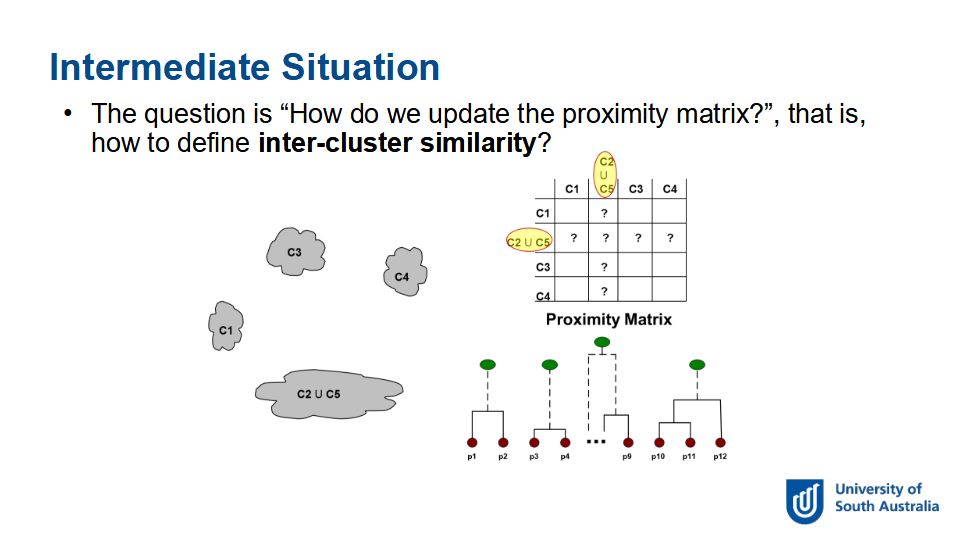 Intermediate Situation
• The question is “How do we update the proximity matrix?”, that is,
how to define inter-cluster similarity?
C2
U
C5
C1 C3 C4
C1 ?
C2 U C5 ? ? ? ?
C3 ?
C4 ?
Proximity Matrix
C3
C4
C1
C2 U C5
...
p1 p2 p3 p4 p9 p10 p11 p12
University of
South Australia